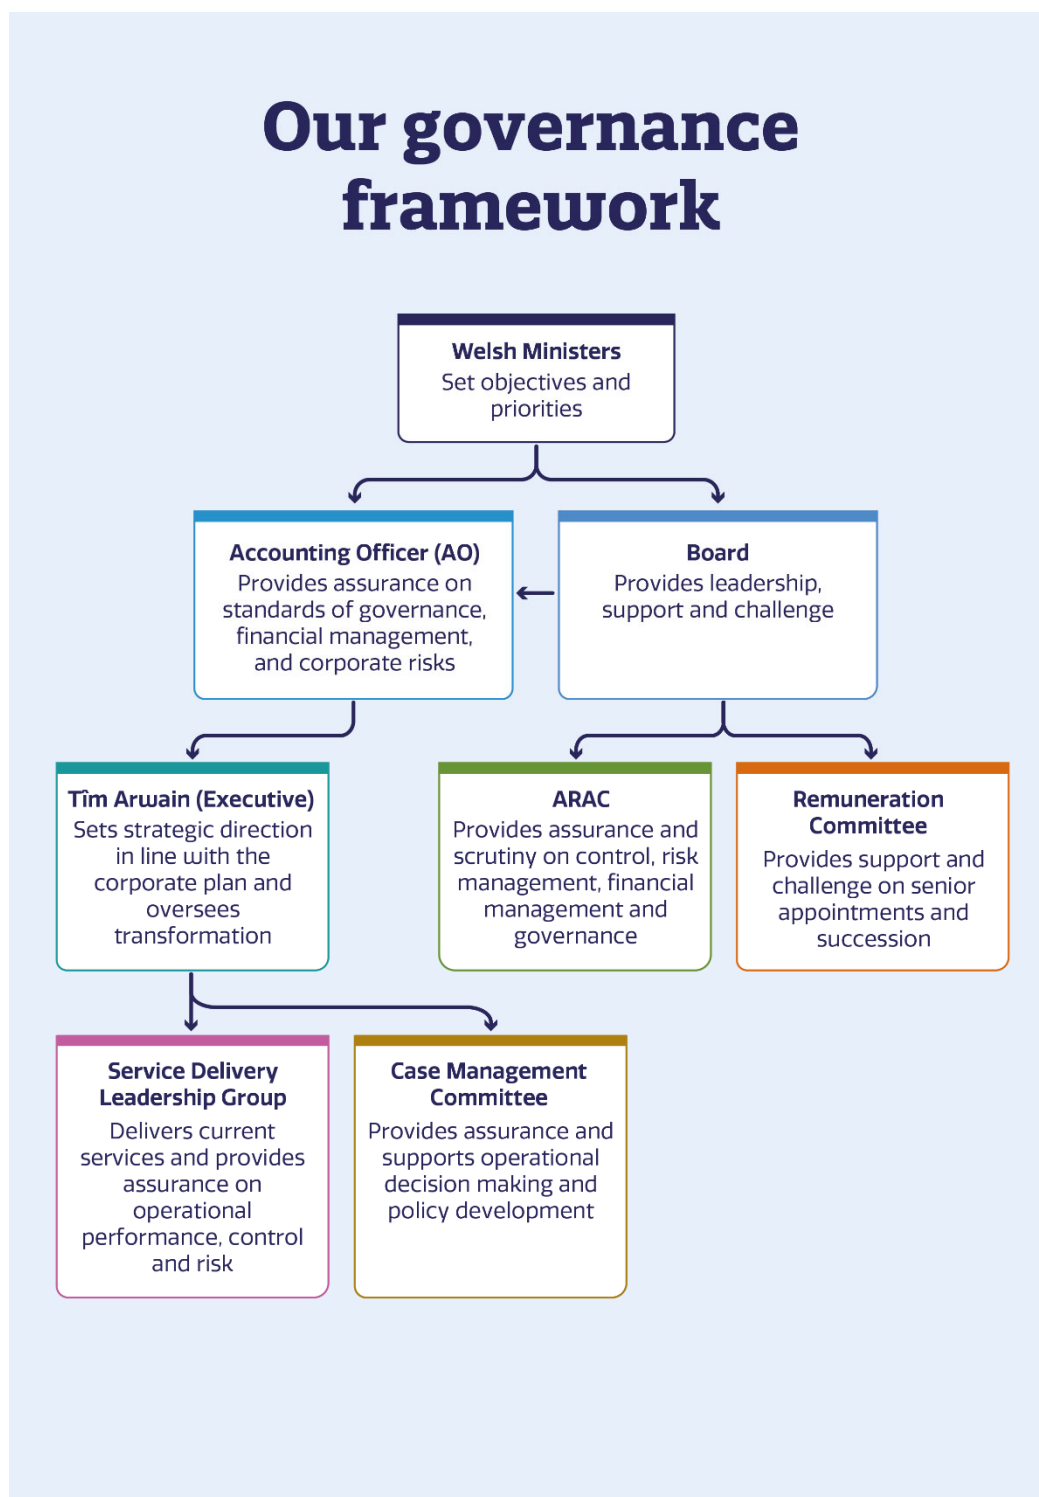 Our governance
framework
Welsh Ministers
Set objectives and
priorities
Accounting Officer (AO)
Provides assurance on
standards of governance,
financial management,
and corporate risks
Board
Provides leadership,
support and challenge
Tîm Arwain (Executive)
Sets strategic direction
in line with the
corporate plan and
oversees
transformation
ARAC
Provides assurance and
scrutiny on control, risk
management, financial
management and
governance
Remuneration
Committee
Provides support and
challenge on senior
appointments and
succession
Service Delivery
Leadership Group
Delivers current
services and provides
assurance on
operational
performance, control
and risk
Case Management
Committee
Provides assurance and
supports operational
decision making and
policy development